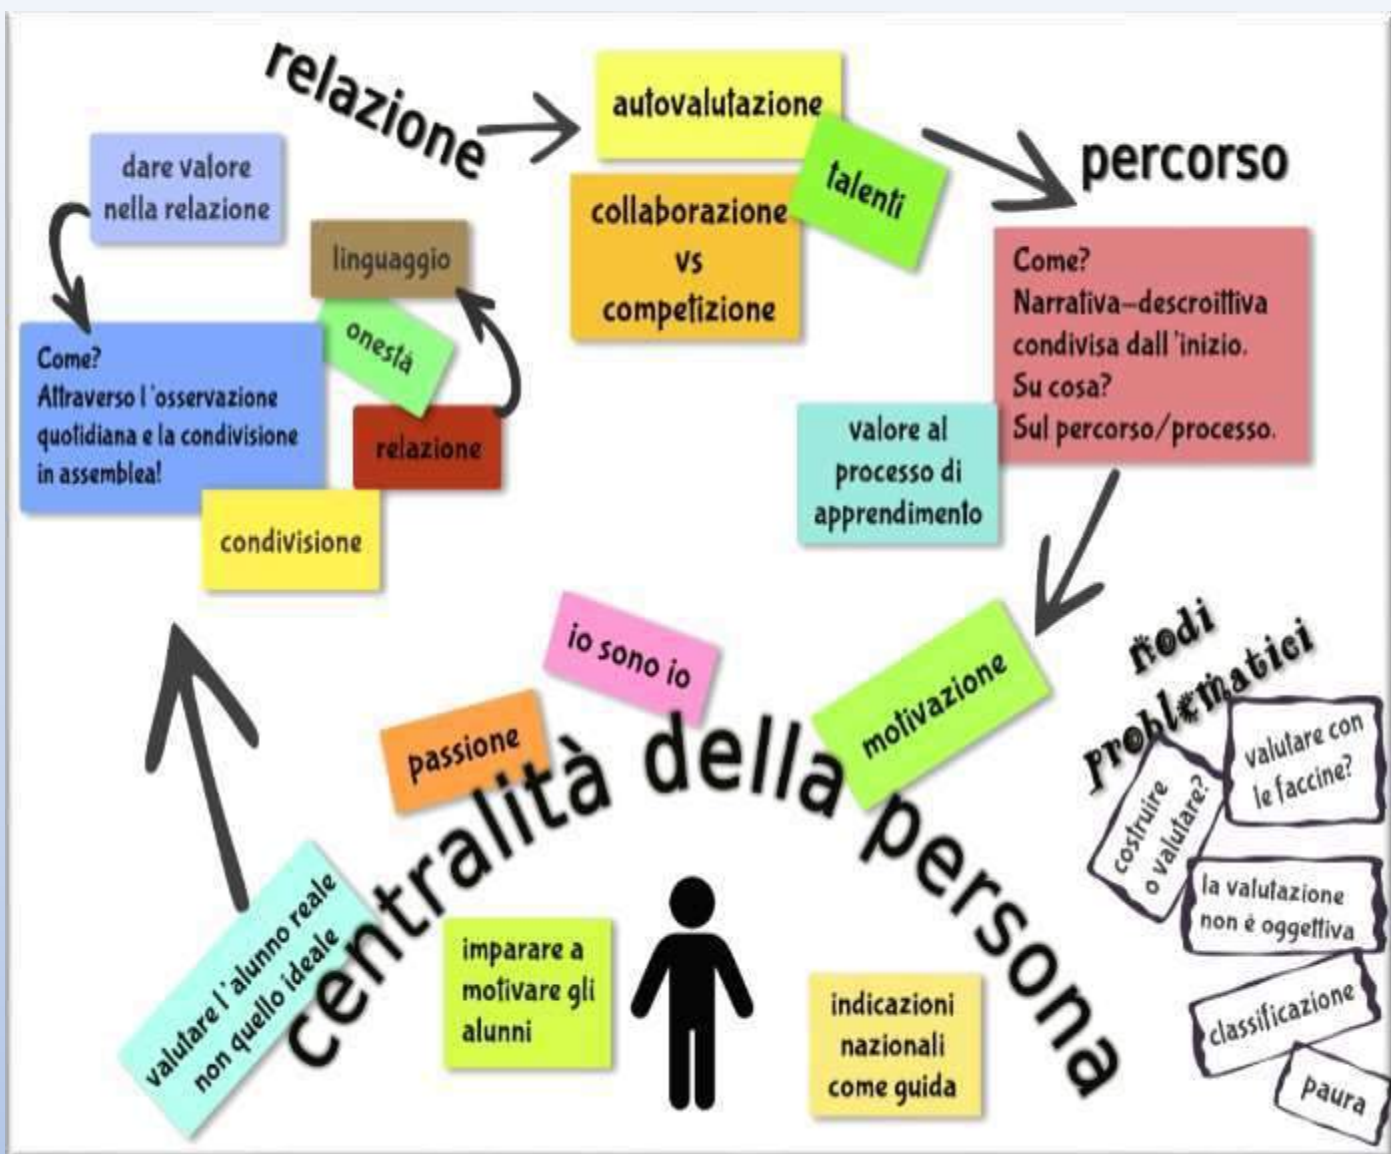 relazione
autovalutazione
talenti
percorso
dare valore
nella relazione
linguaggio
collaborazione
vs
competizione
onestà
Come?
Attraverso l'osservazione
quotidiana e la condivisione
in assemblea!
relazione
condivisione
Come?
Narrativa-descroittiva
condivisa dall'inizio.
Su cosa?
Sul percorso/processo.
valore al
processo di
apprendimento
io sono io
passione
motivazione
centralità della persona
valutare l'alunno reale
non quello ideale
imparare a
motivare gli
alunni
indicazioni
nazionali
come guida
nodi
problematici
valutare con
le faccine?
costruire
o valutare?
la valutazione
non è oggettiva
classificazione
paura